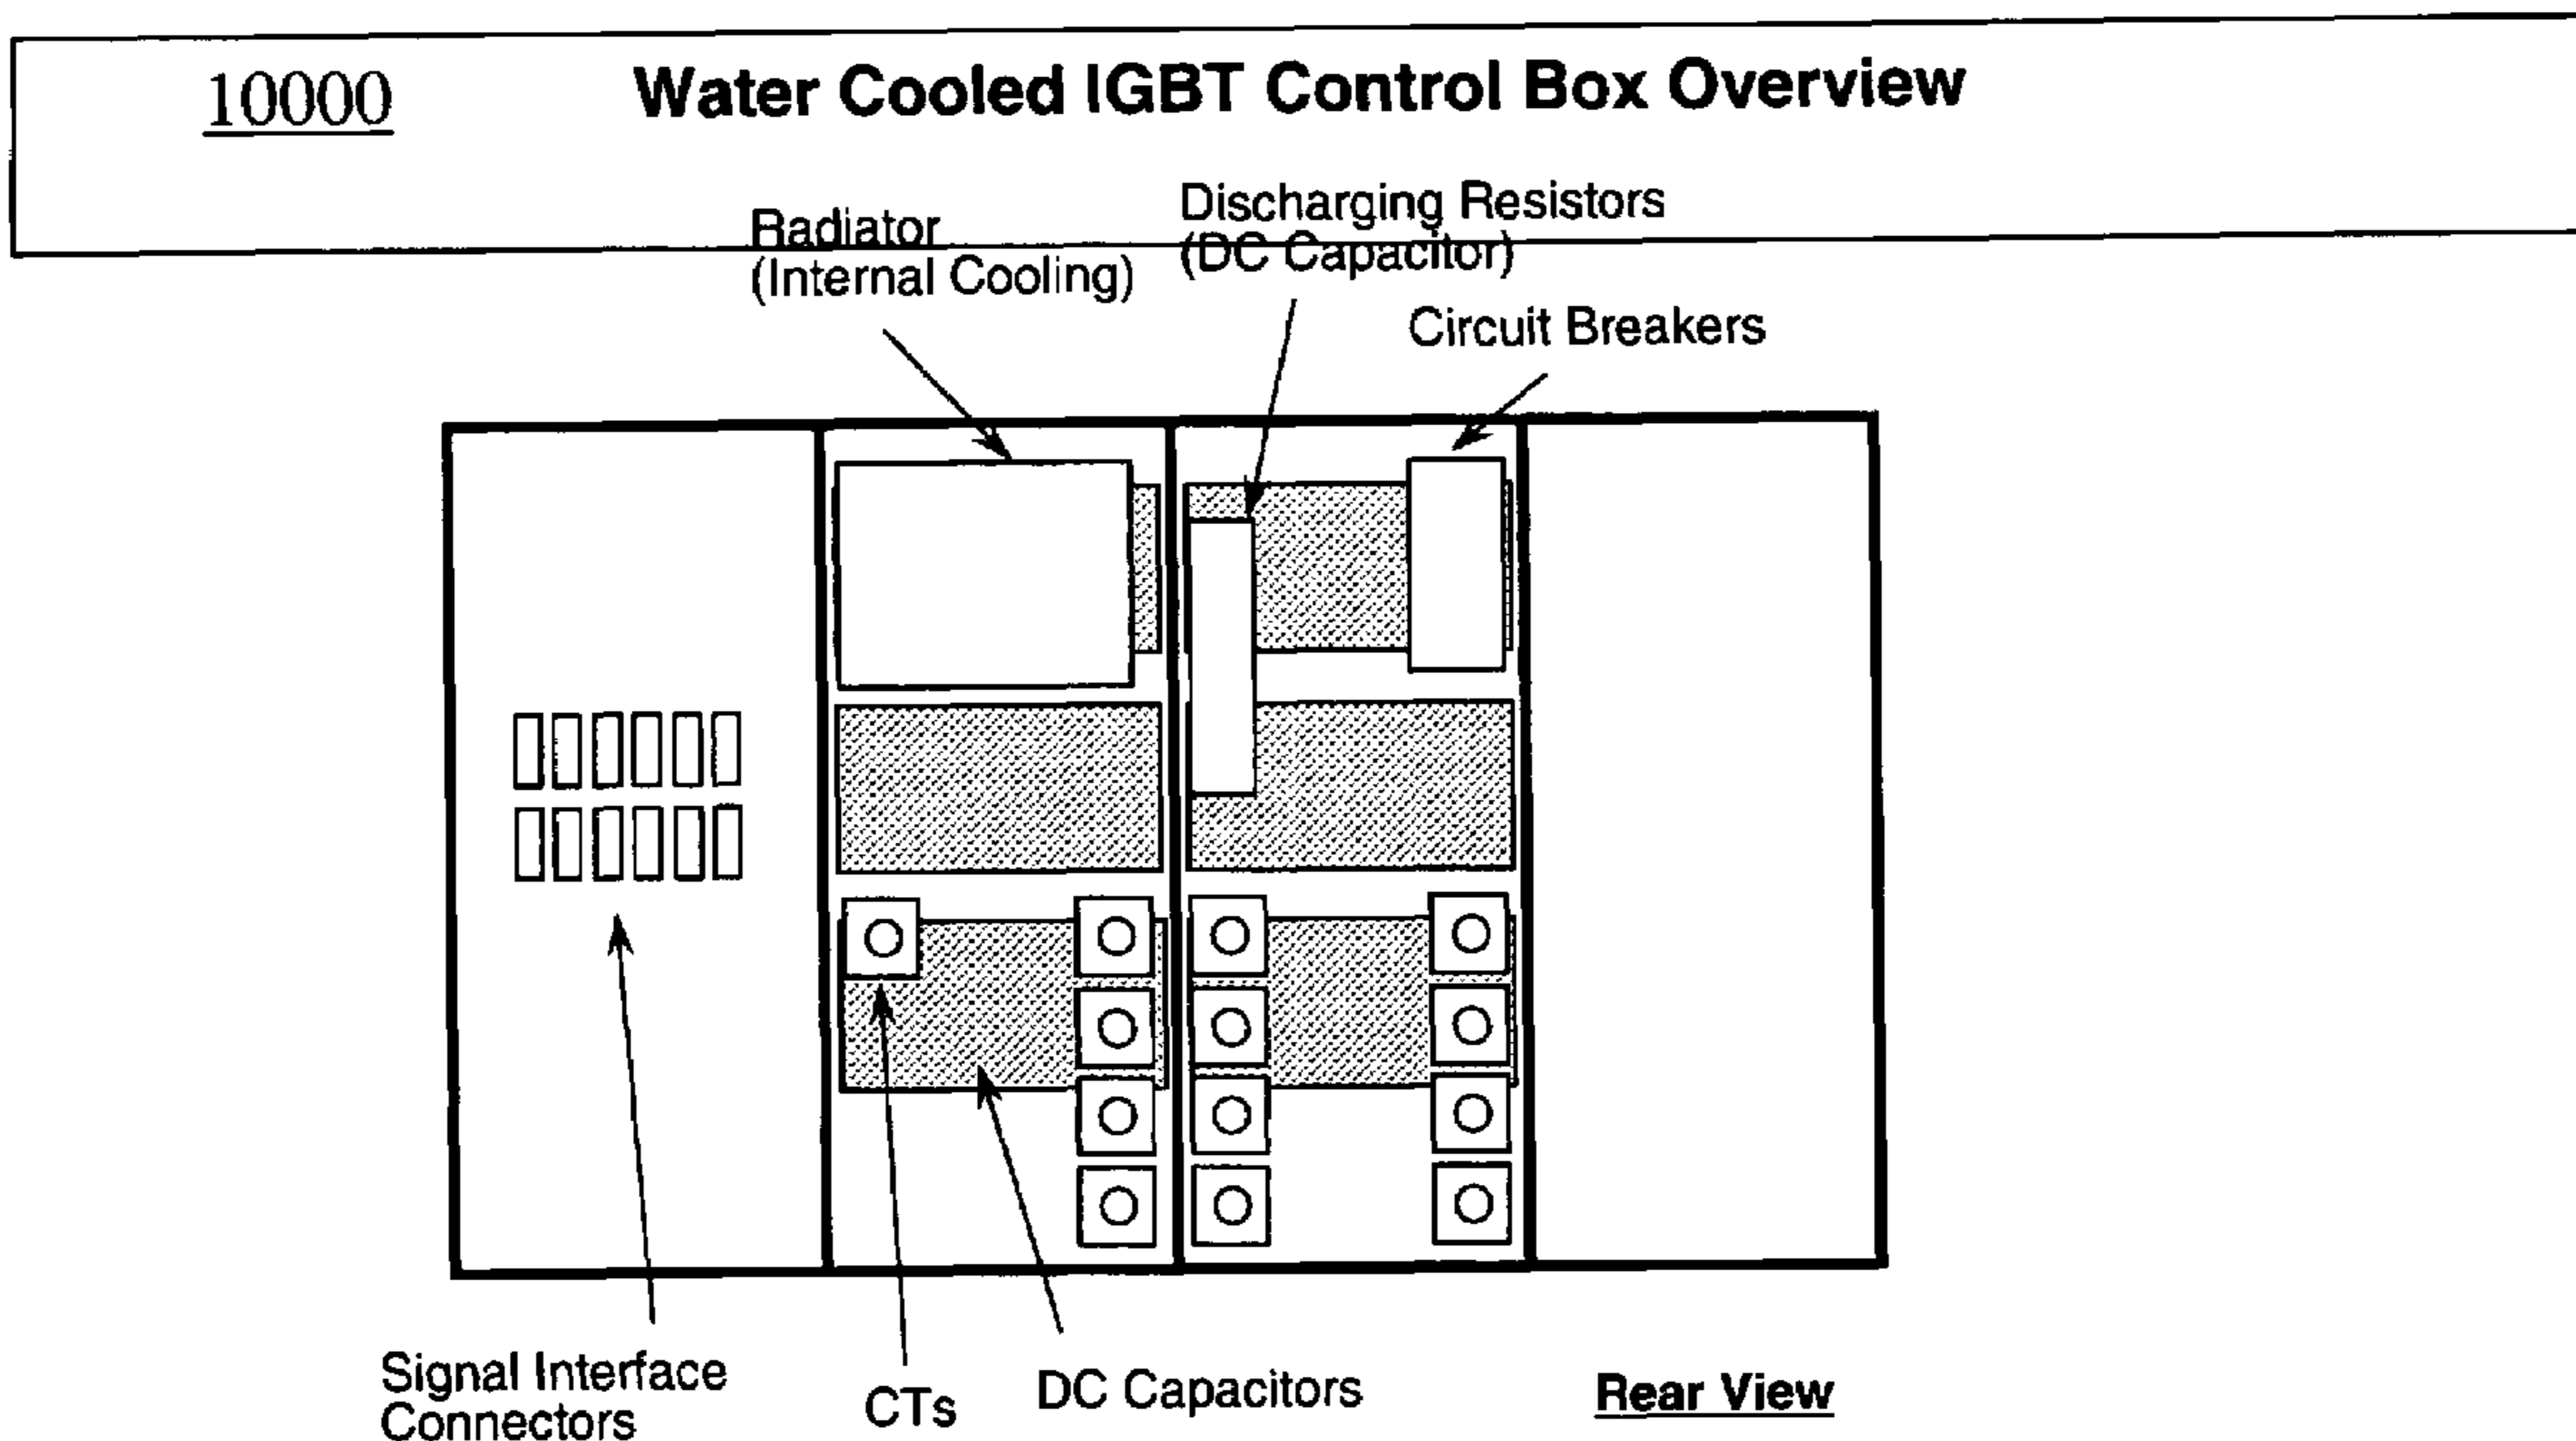 10000
Water Cooled IGBT Control Box Overview
Radiator
(Internal Cooling)
Discharging Resistors
(DC Capacitor)
Circuit Breakers
Signal Interface
Connectors
CTs
DC Capacitors
Rear View